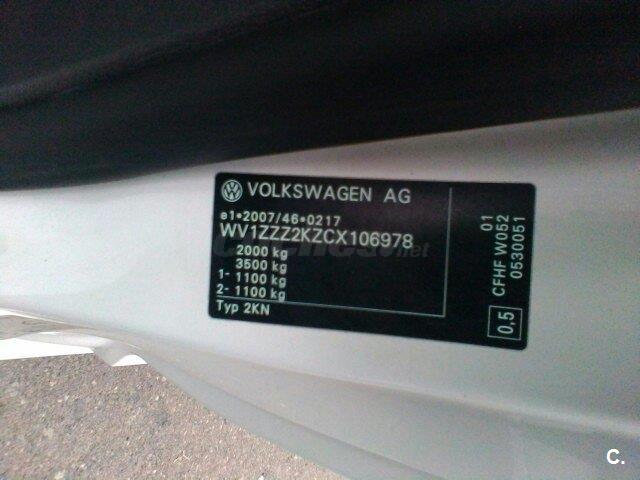 VOLKSWAGEN AG
e1*2007/46*0217
WV1ZZZ2KZCX106978
2000 kg
3500 kg
1- 1100 kg
2- 1100 kg
Typ 2KN
01
CFHF W052
0530051
0,5
c.